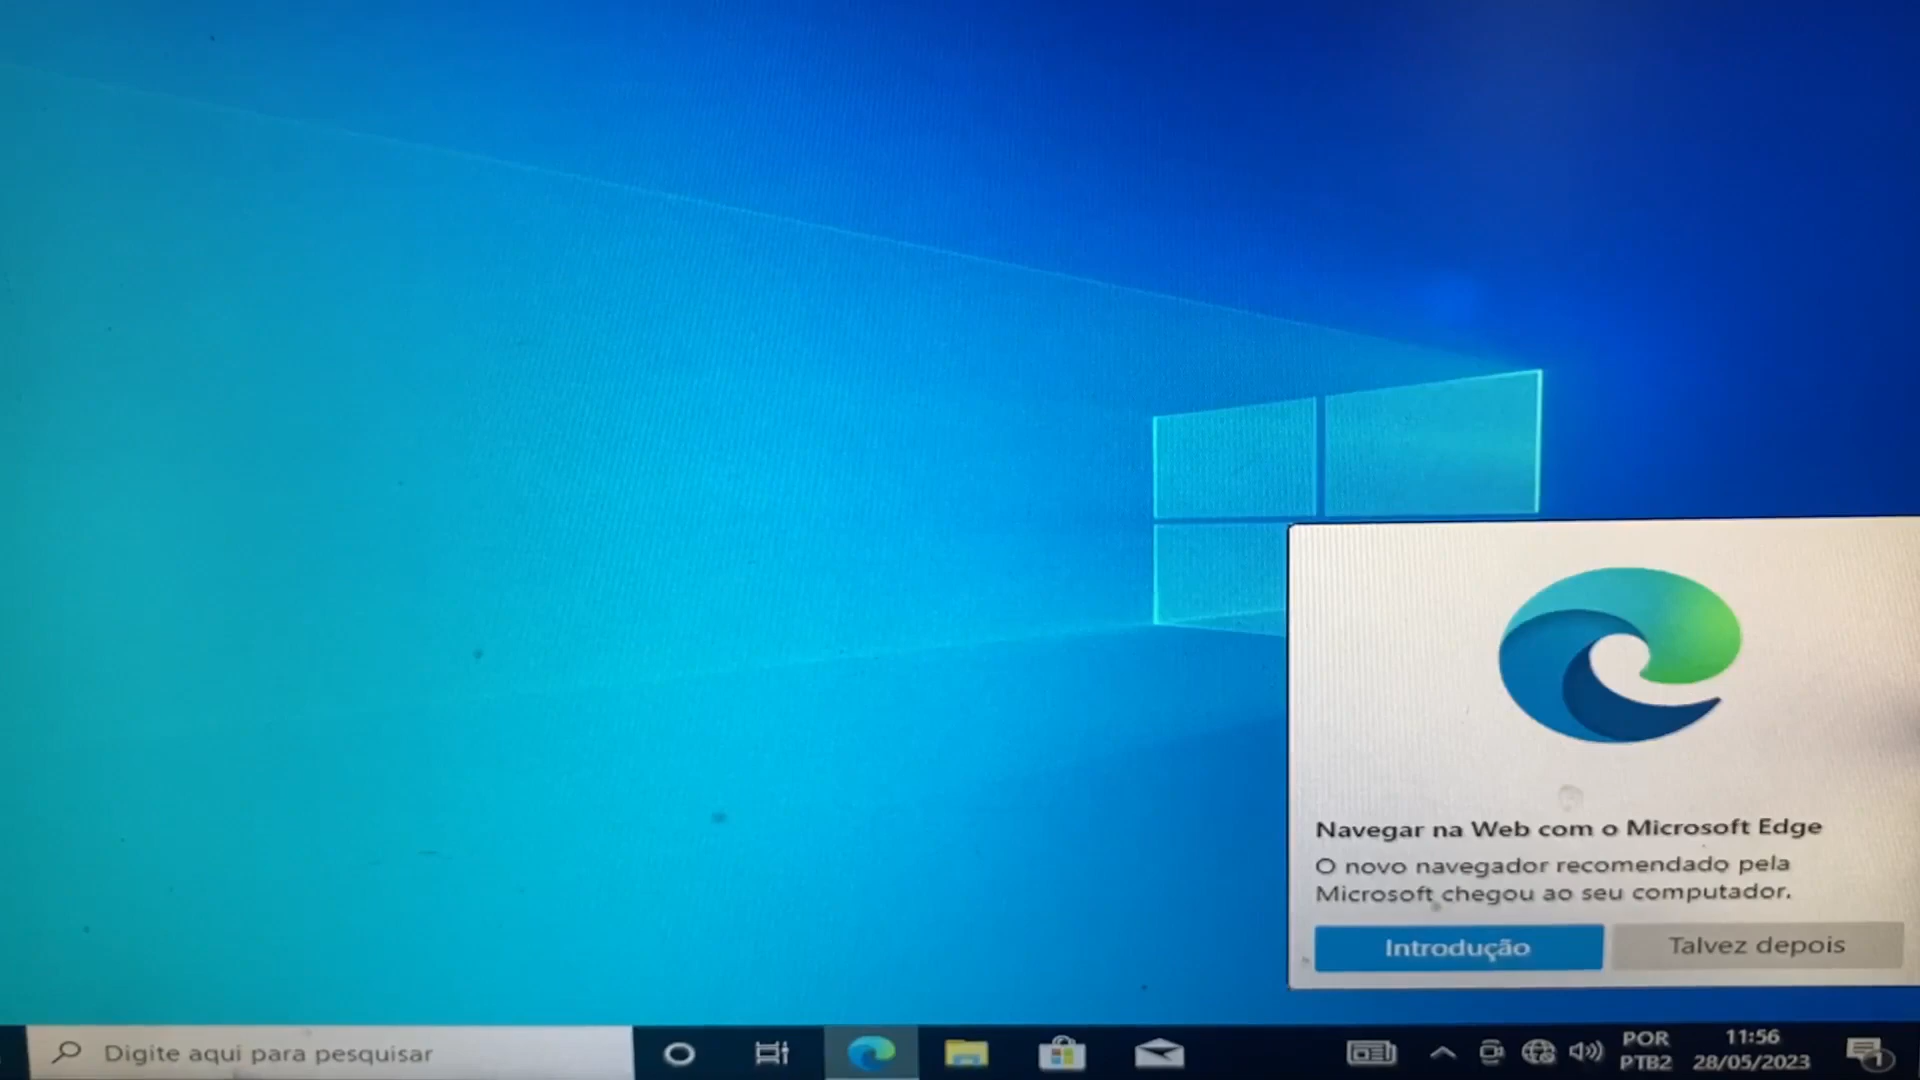 Navegar na Web com o Microsoft Edge
O novo navegador recomendado pela
Microsoft chegou ao seu computador.
Introdução
Talvez depois
Digite aqui para pesquisar
POR
PTB2
11:56
28/05/2023
1